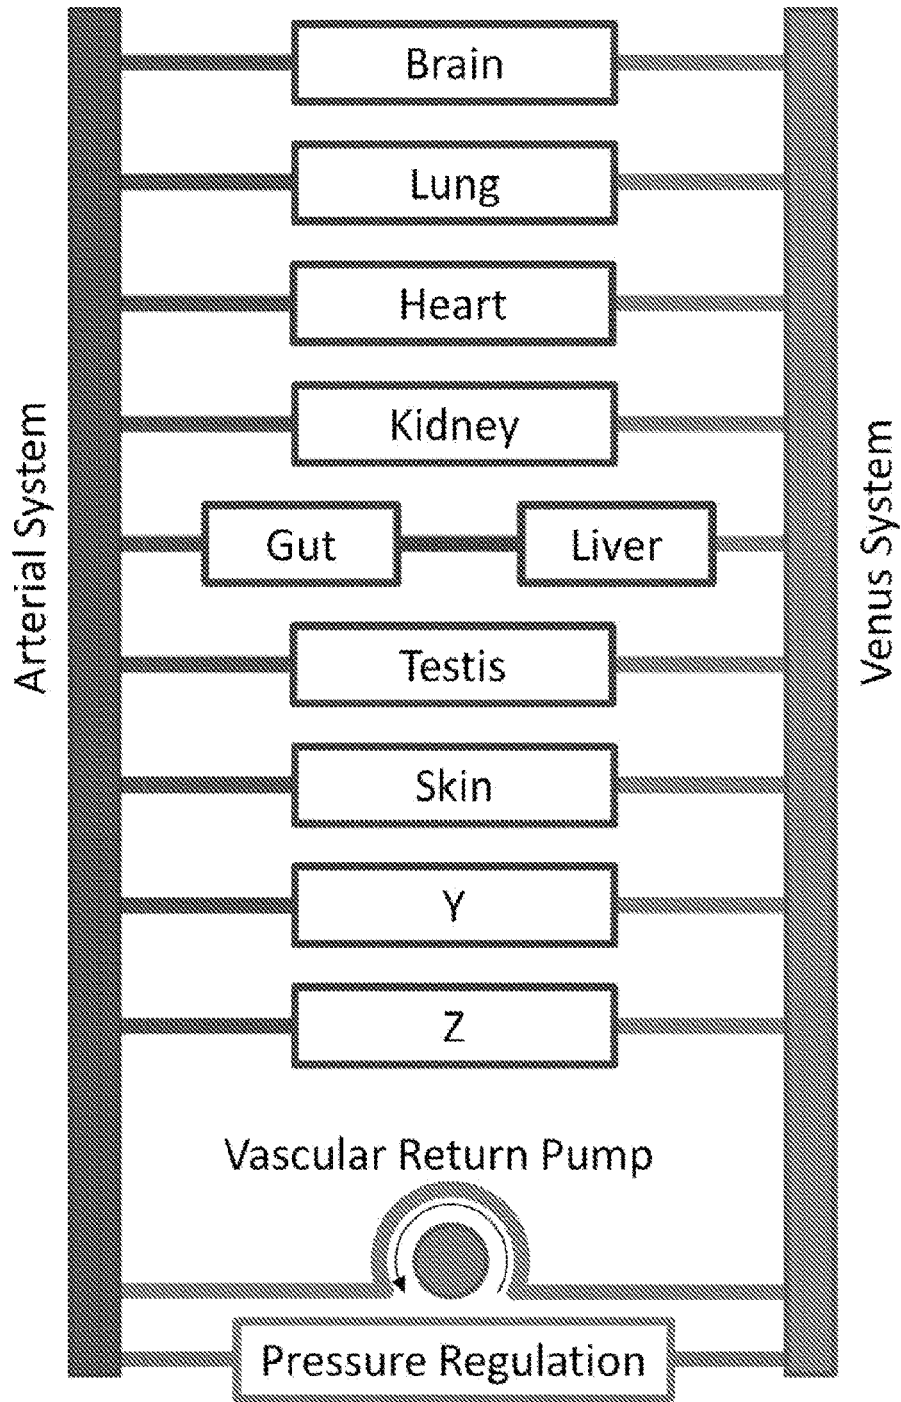 Brain
Lung
Heart
Kidney
Gut
Liver
Testis
Skin
Y
Z
Arterial System
Venus System
Vascular Return Pump
Pressure Regulation